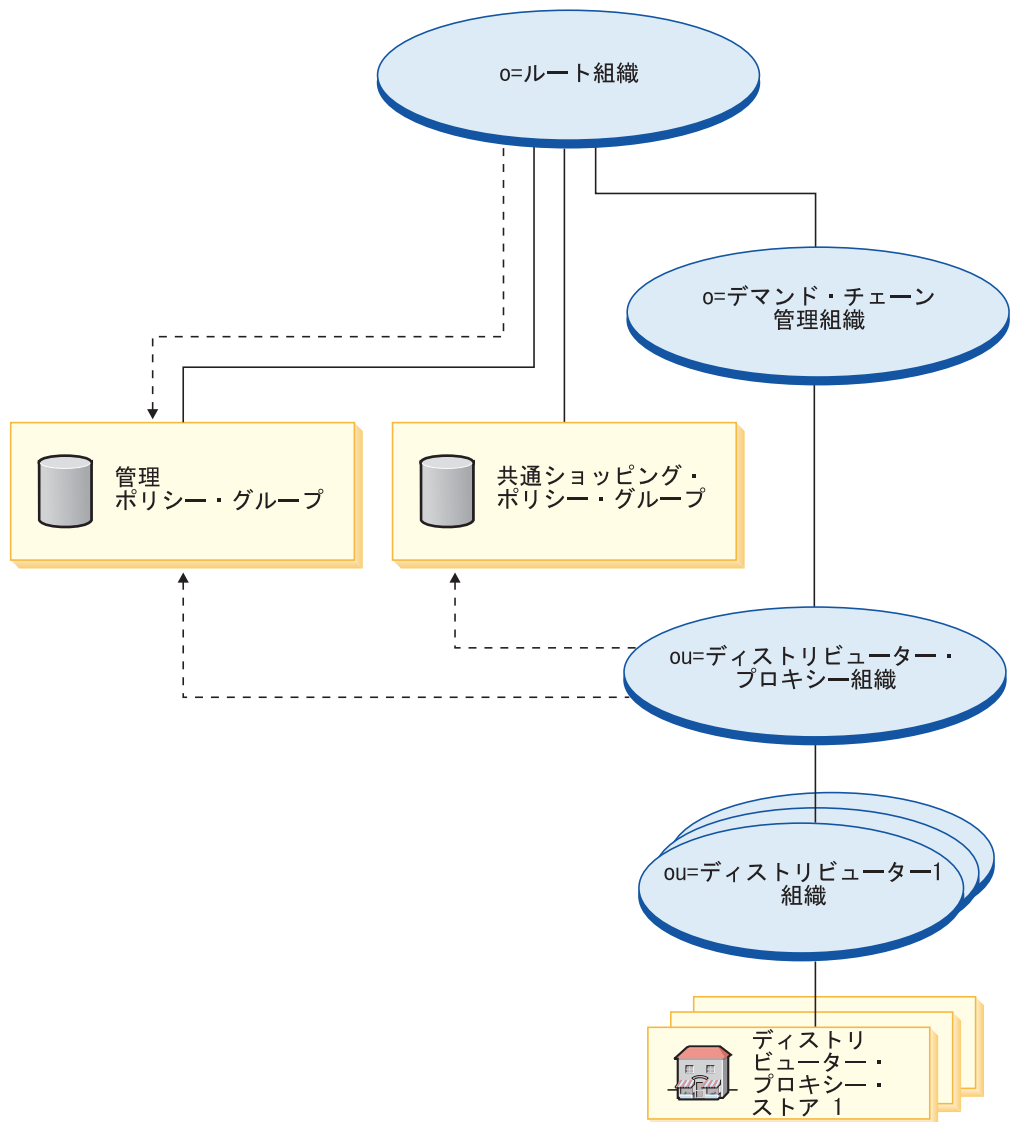 o=ルート組織
o=デマンド・チェーン
管理組織
管理
ポリシー・グループ
共通ショッピング・
ポリシー・グループ
ou=ディストリビューター・
プロキシー組織
ou=ディストリビューター1
組織
ディストリ
ビューター・
プロキシー・
ストア 1